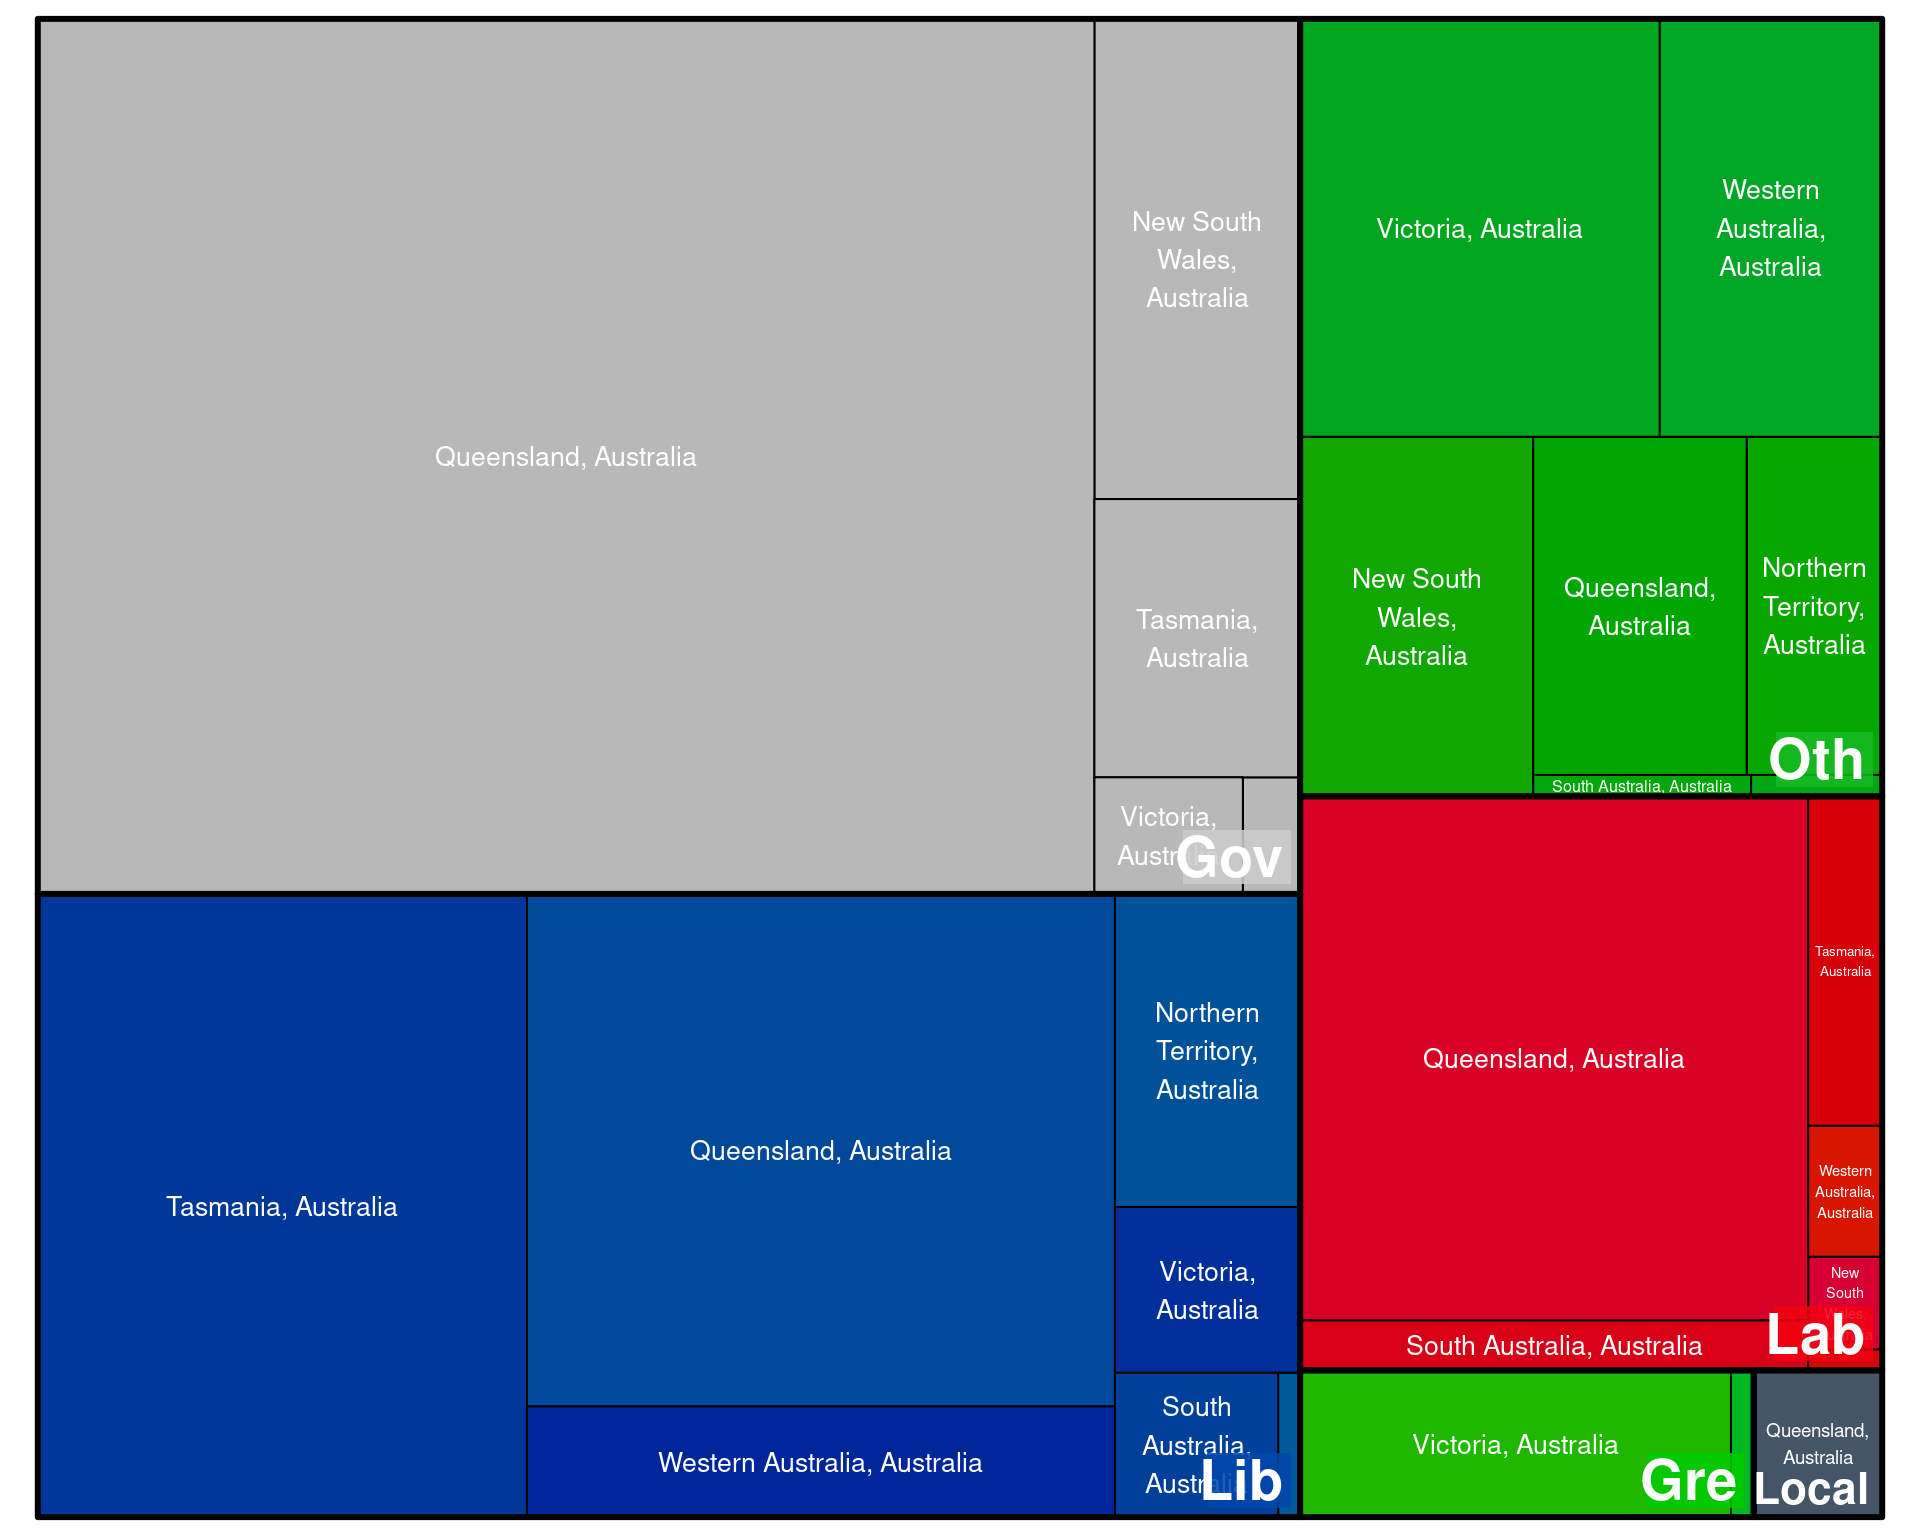 Queensland, Australia
New South
Wales,
Australia
Tasmania,
Australia
Victoria,
Gov
Victoria, Australia
Western
Australia,
Australia
New South
Wales,
Australia
Queensland,
Australia
Northern
Territory,
Australia
South Australia, Australia
Oth
Tasmania, Australia
Queensland, Australia
Western Australia, Australia
Northern
Territory,
Australia
Victoria,
Australia
South
Australia,
Lib
Queensland, Australia
Tasmania,
Australia
Western
Australia,
Australia
New
South
Wales,
South Australia, Australia
Lab
Victoria, Australia
Gre
Queensland,
Australia
Local